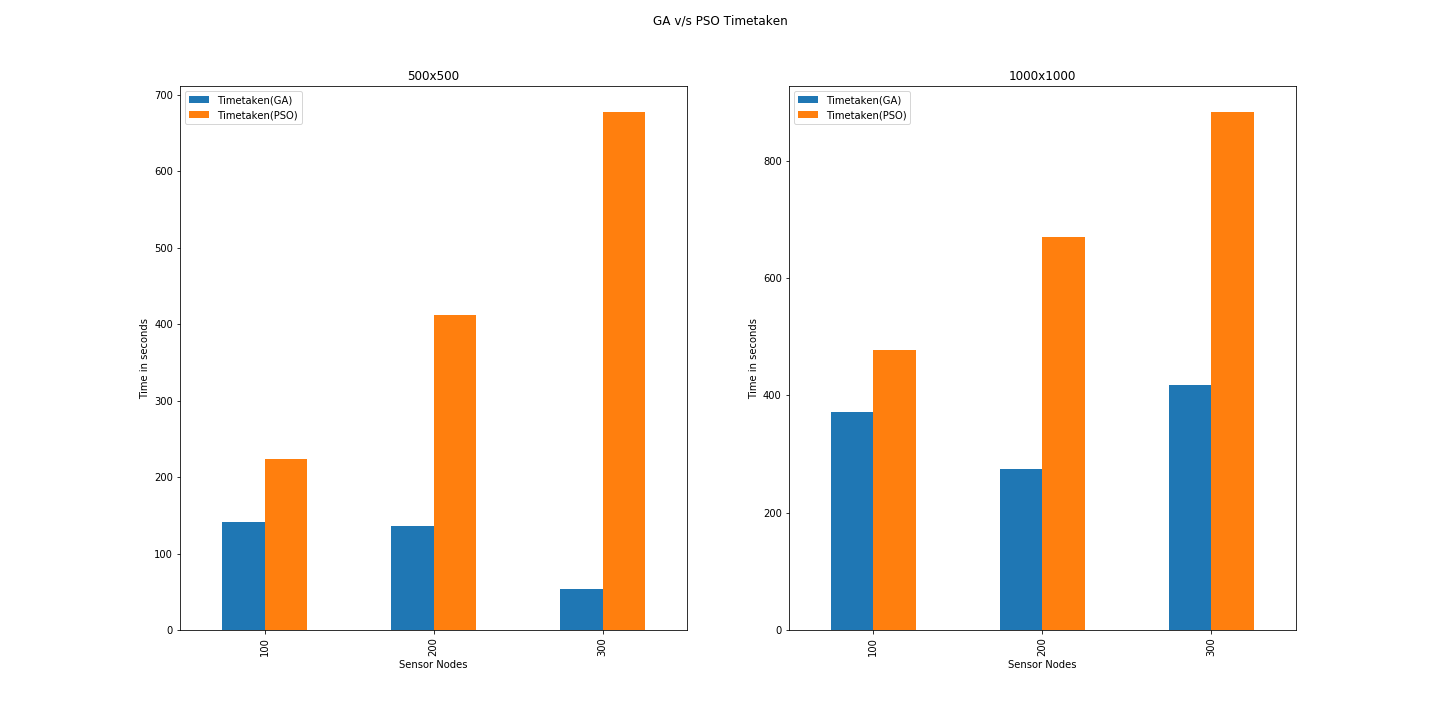 GA v/s PSO Timetaken
500x500
Timetaken(GA)
Timetaken(PSO)
700
600
500
400
300
200
100
0
Time in seconds
100
200
300
Sensor Nodes
1000x1000
Timetaken(GA)
Timetaken(PSO)
800
600
400
200
0
Time in seconds
100
200
300
Sensor Nodes